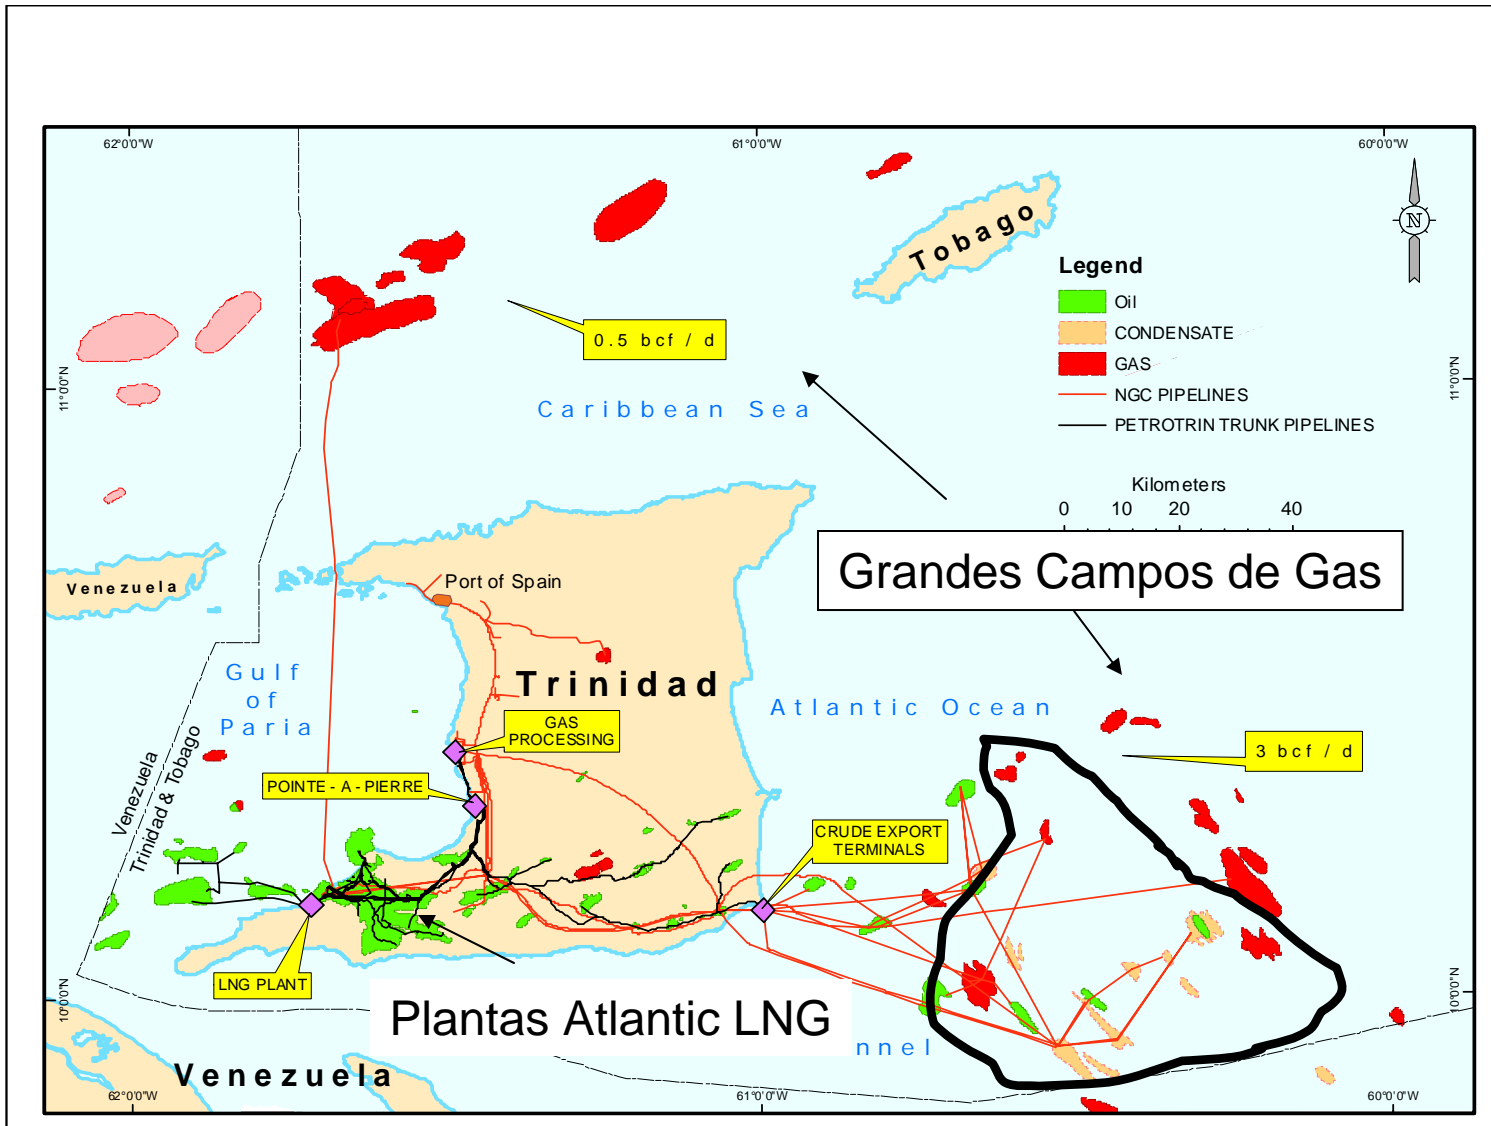 62°0'0"W
61°0'0"W
60°0'0"W
N
Tobago
Legend
Oil
CONDENSATE
GAS
NGC PIPELINES
PETROTRIN TRUNK PIPELINES
0.5 bcf / d
11°0'0"N
11°0'0"N
Caribbean Sea
Kilometers
0 10 20 40
Grandes Campos de Gas
Venezuela
Port of Spain
Gulf
of
Paria
Trinidad
Atlantic Ocean
GAS
PROCESSING
3 bcf / d
Venezuela
Trinidad & Tobago
POINTE - A - PIERRE
CRUDE EXPORT
TERMINALS
LNG PLANT
10°0'0"N
10°0'0"N
Plantas Atlantic LNG
nnel
Venezuela
62°0'0"W
61°0'0"W
60°0'0"W